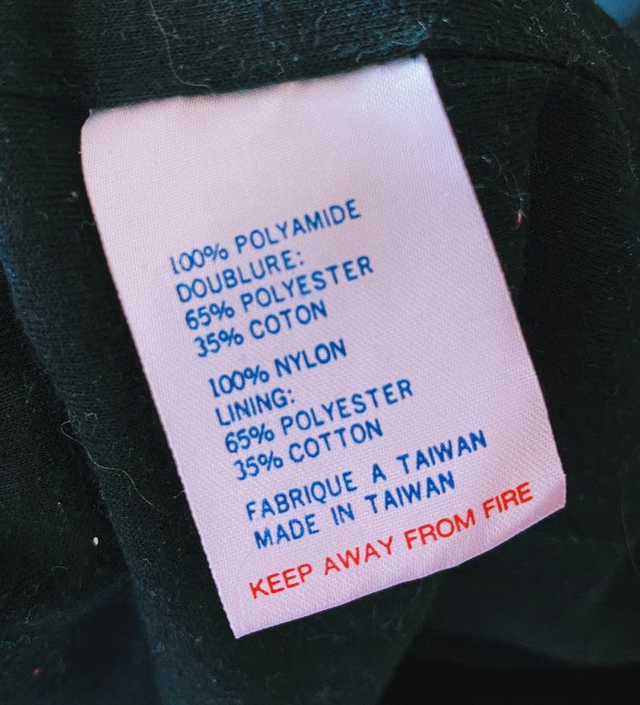 100% POLYAMIDE
DOUBLURE:
65% POLYESTER
35% COTON
100% NYLON
LINING:
65% POLYESTER
35% COTTON
FABRIQUE A TAIWAN
MADE IN TAIWAN
KEEP AWAY FROM FIRE